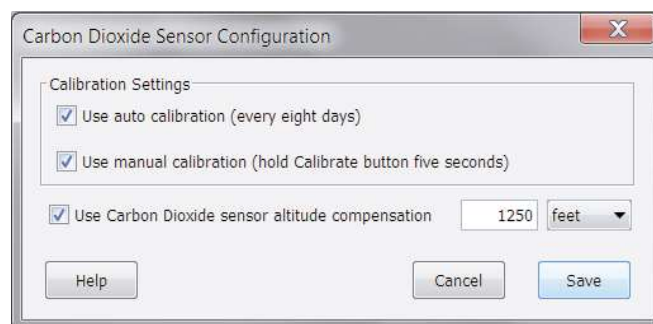 Carbon Dioxide Sensor Configuration
Calibration Settings
Use auto calibration (every eight days)
Use manual calibration (hold Calibrate button five seconds)
Use Carbon Dioxide sensor altitude compensation 1250 feet
Help Cancel Save